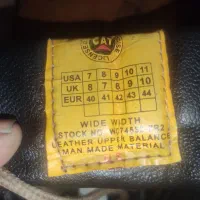 CAT
USA 7 8 9 10 11
UK 6 7 8 9 10
EUR 40 41 42 43 44
WIDE WIDTH
STOCK NO.
LEATHER UPPER BALANCE
MAN MADE MATERIAL